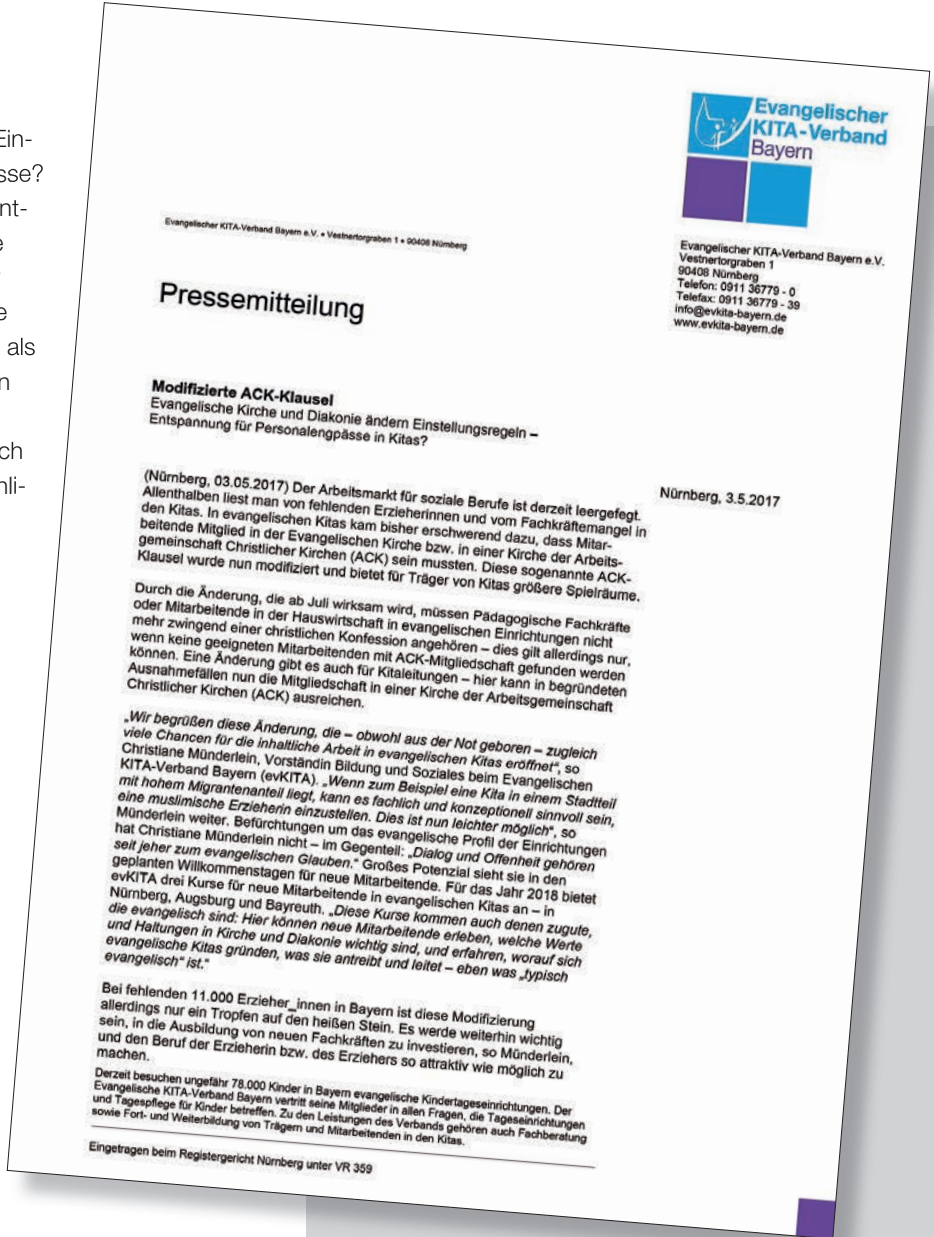 Ein-
sse?
nt-
e
e
als
n
ch
nli-
Evangelischer
KITA-Verband
Bayern
Evangelischer KITA-Verband Bayern e.V. • Vestnertorgraben 1 • 90408 Nürnberg
Evangelischer KITA-Verband Bayern e.V.
Vestnertorgraben 1
90408 Nürnberg
Telefon: 0911 36779 - 0
Telefax: 0911 36779 - 39
info@evkita-bayern.de
www.evkita-bayern.de
Pressemitteilung
Modifizierte ACK-Klausel
Evangelische Kirche und Diakonie ändern Einstellungsregeln –
Entspannung für Personalengpässe in Kitas?
Nürnberg, 3.5.2017
(Nürnberg, 03.05.2017) Der Arbeitsmarkt für soziale Berufe ist derzeit leergefegt.
Allenthalben liest man von fehlenden Erzieherinnen und vom Fachkräftemangel in
den Kitas. In evangelischen Kitas kam bisher erschwerend dazu, dass Mitar-
beitende Mitglied in der Evangelischen Kirche bzw. in einer Kirche der Arbeits-
gemeinschaft Christlicher Kirchen (ACK) sein mussten. Diese sogenannte ACK-
Klausel wurde nun modifiziert und bietet für Träger von Kitas größere Spielräume.
Durch die Änderung, die ab Juli wirksam wird, müssen Pädagogische Fachkräfte
oder Mitarbeitende in der Hauswirtschaft in evangelischen Einrichtungen nicht
mehr zwingend einer christlichen Konfession angehören – dies gilt allerdings nur,
wenn keine geeigneten Mitarbeitenden mit ACK-Mitgliedschaft gefunden werden
können. Eine Änderung gibt es auch für Kitaleitungen – hier kann in begründeten
Ausnahmefällen nun die Mitgliedschaft in einer Kirche der Arbeitsgemeinschaft
Christlicher Kirchen (ACK) ausreichen.
„Wir begrüßen diese Änderung, die – obwohl aus der Not geboren – zugleich
viele Chancen für die inhaltliche Arbeit in evangelischen Kitas eröffnet“, so
Christiane Münderlein, Vorständin Bildung und Soziales beim Evangelischen
KITA-Verband Bayern (evKITA). „Wenn zum Beispiel eine Kita in einem Stadtteil
mit hohem Migrantenanteil liegt, kann es fachlich und konzeptionell sinnvoll sein,
eine muslimische Erzieherin einzustellen. Dies ist nun leichter möglich“, so
Münderlein weiter. Befürchtungen um das evangelische Profil der Einrichtungen
hat Christiane Münderlein nicht – im Gegenteil: „Dialog und Offenheit gehören
seit jeher zum evangelischen Glauben.“ Großes Potenzial sieht sie in den
geplanten Willkommenstagen für neue Mitarbeitende. Für das Jahr 2018 bietet
evKITA drei Kurse für neue Mitarbeitende in evangelischen Kitas an – in
Nürnberg, Augsburg und Bayreuth. „Diese Kurse kommen auch denen zugute,
die evangelisch sind: Hier können neue Mitarbeitende erleben, welche Werte
und Haltungen in Kirche und Diakonie wichtig sind, und erfahren, worauf sich
evangelische Kitas gründen, was sie antreibt und leitet – eben was „typisch
evangelisch“ ist.“
Bei fehlenden 11.000 Erzieher_innen in Bayern ist diese Modifizierung
allerdings nur ein Tropfen auf den heißen Stein. Es werde weiterhin wichtig
sein, in die Ausbildung von neuen Fachkräften zu investieren, so Münderlein,
und den Beruf der Erzieherin bzw. des Erziehers so attraktiv wie möglich zu
machen.
Derzeit besuchen ungefähr 78.000 Kinder in Bayern evangelische Kindertageseinrichtungen. Der
Evangelische KITA-Verband Bayern vertritt seine Mitglieder in allen Fragen, die Tageseinrichtungen
und Tagespflege für Kinder betreffen. Zu den Leistungen des Verbands gehören auch Fachberatung
sowie Fort- und Weiterbildung von Trägern und Mitarbeitenden in den Kitas.
Eingetragen beim Registergericht Nürnberg unter VR 359